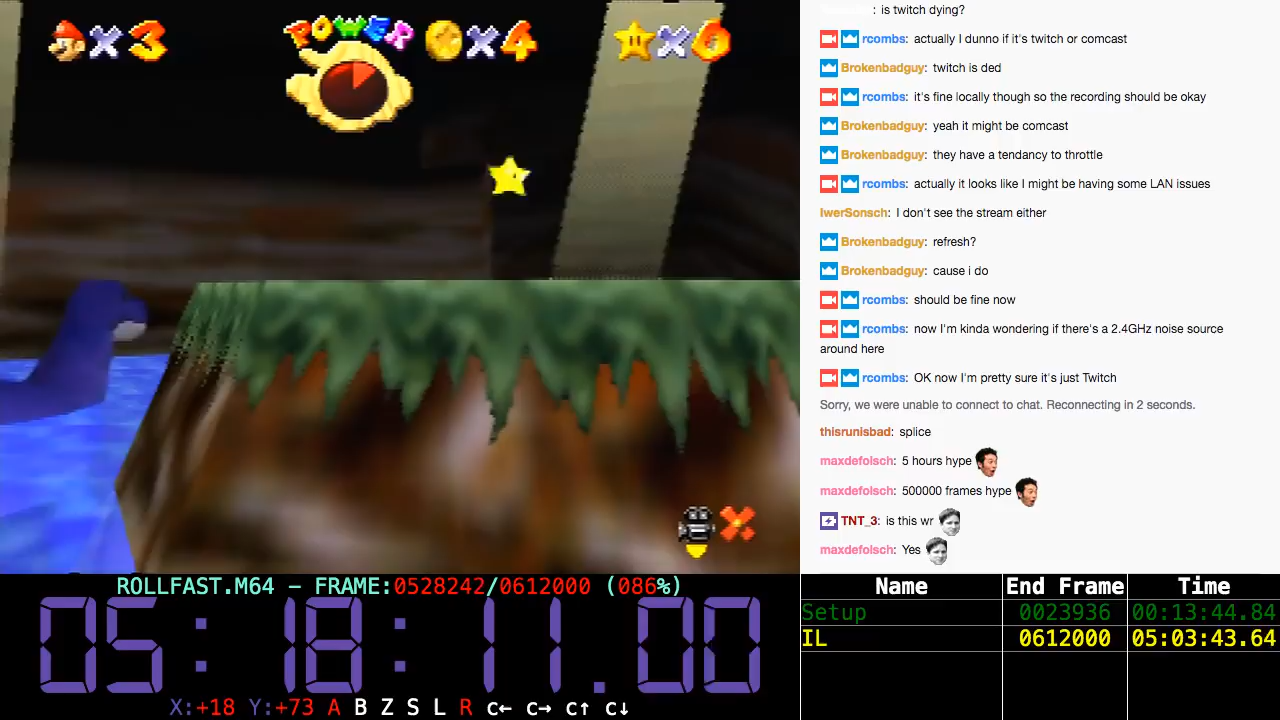 ×3
POWER
×4
×6
: is twitch dying?
rcombs: actually I dunno if it's twitch or comcast
Brokenbadguy: twitch is ded
rcombs: it's fine locally though so the recording should be okay
Brokenbadguy: yeah it might be comcast
Brokenbadguy: they have a tendancy to throttle
rcombs: actually it looks like I might be having some LAN issues
IwerSonsch: I don't see the stream either
Brokenbadguy: refresh?
Brokenbadguy: cause i do
rcombs: should be fine now
rcombs: now I'm kinda wondering if there's a 2.4GHz noise source
around here
rcombs: OK now I'm pretty sure it's just Twitch
Sorry, we were unable to connect to chat. Reconnecting in 2 seconds.
thisrunisbad: splice
maxdefolsch: 5 hours hype
maxdefolsch: 500000 frames hype
TNT_3: is this wr
maxdefolsch: Yes
ROLLFAST.M64 – FRAME:0528242/0612000 (086%)
05:18:11.00
X:+18 Y:+73 A B Z S L R C← C→ C↑ C↓
Name End Frame Time
Setup 0023936 00:13:44.84
IL 0612000 05:03:43.64